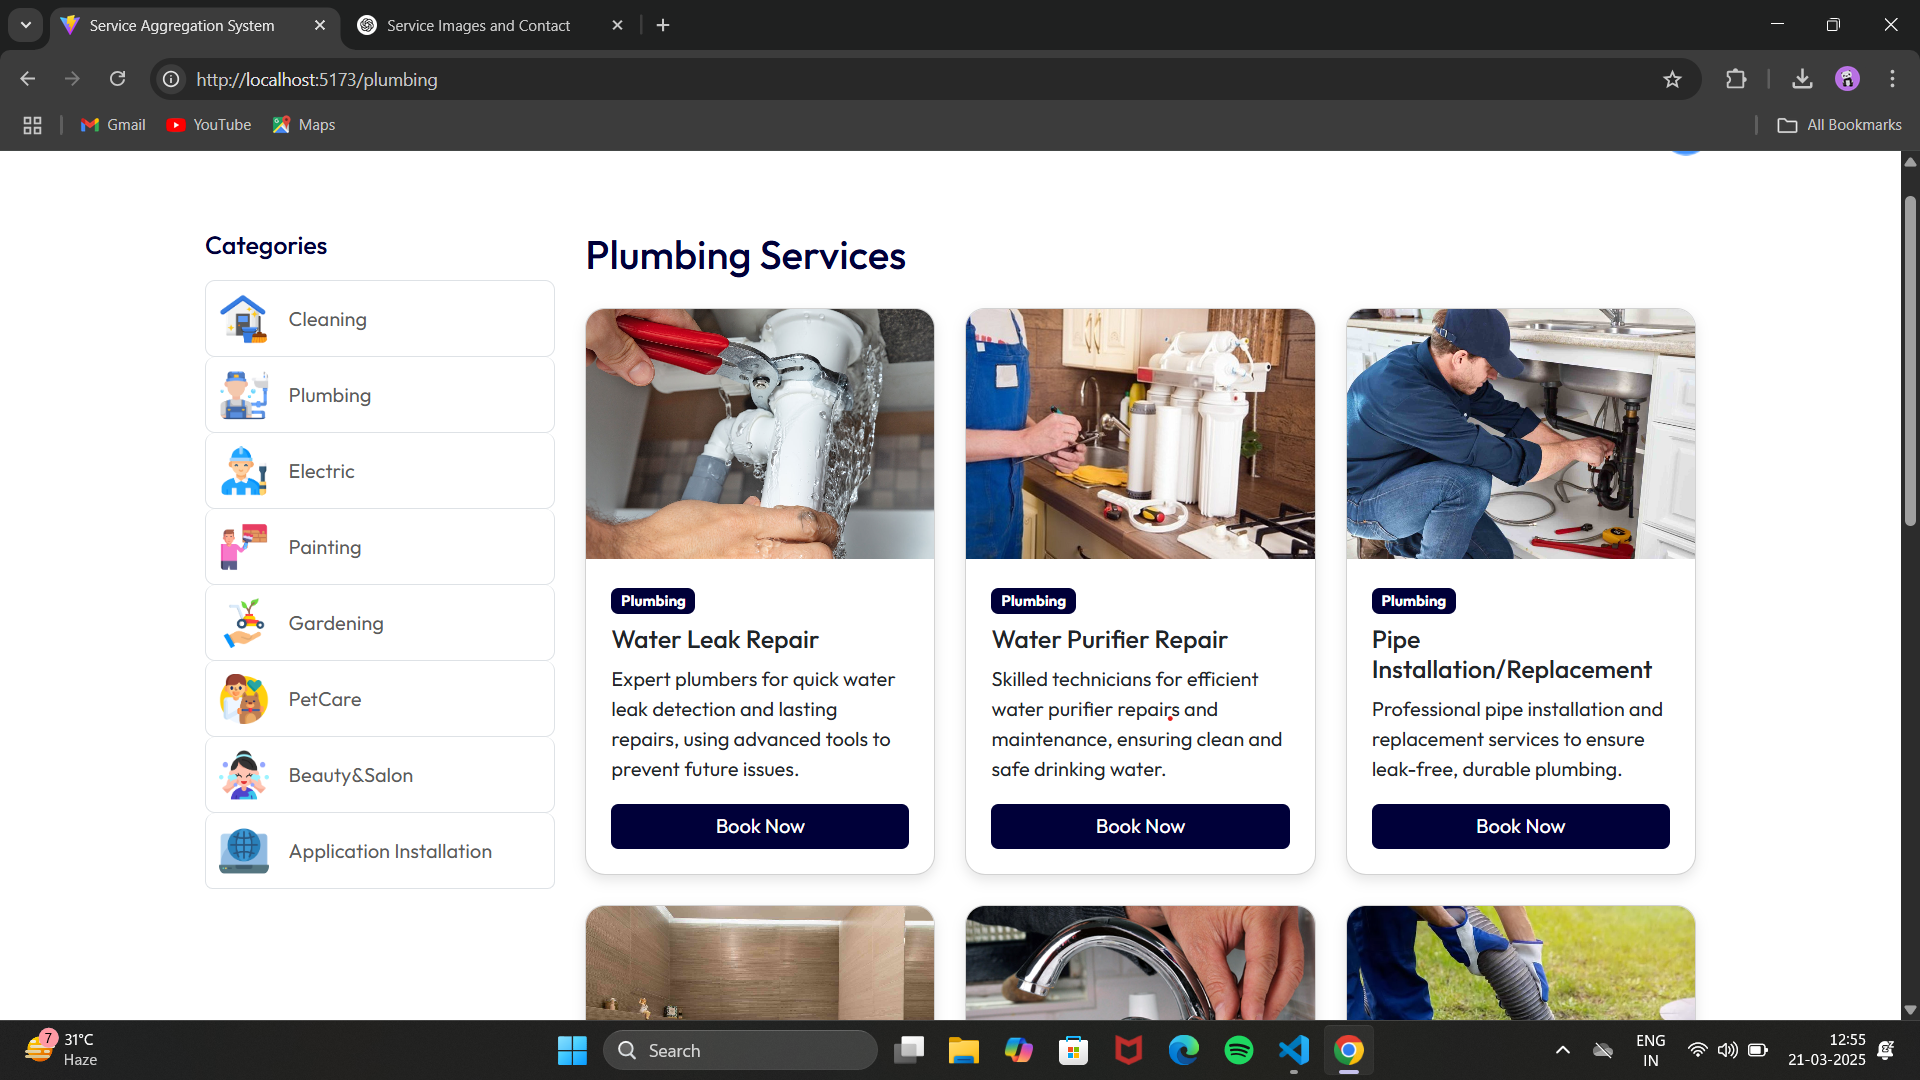 Service Aggregation System
Service Images and Contact
http://localhost:5173/plumbing
Gmail
YouTube
Maps
All Bookmarks
Categories
Cleaning
Plumbing
Electric
Painting
Gardening
PetCare
Beauty&Salon
Application Installation
Plumbing Services
Plumbing
Water Leak Repair
Expert plumbers for quick water
leak detection and lasting
repairs, using advanced tools to
prevent future issues.
Book Now
Plumbing
Water Purifier Repair
Skilled technicians for efficient
water purifier repairs and
maintenance, ensuring clean and
safe drinking water.
Book Now
Plumbing
Pipe
Installation/Replacement
Professional pipe installation and
replacement services to ensure
leak-free, durable plumbing.
Book Now
7
31°C
Haze
Search
ENG
IN
12:55
21-03-2025